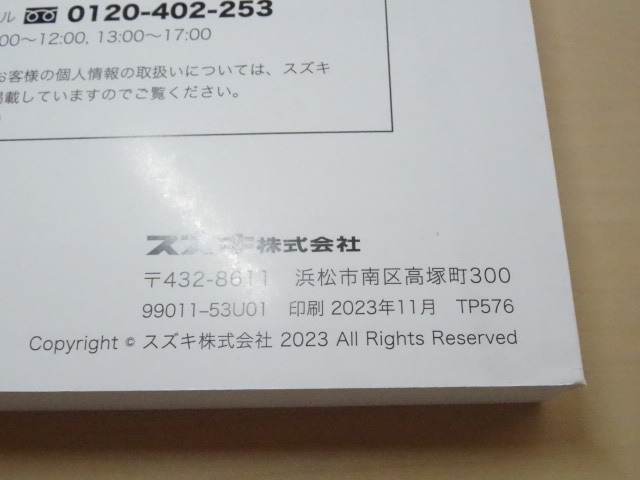 ル 0120-402-253
:00～12:00, 13:00～17:00
お客様の個人情報の取扱いについては、スズキ
掲載していますのでご覧ください。
)
スズキ株式会社
〒432-8611 浜松市南区高塚町300
99011–53U01 印刷 2023年11月 TP576
Copyright © スズキ株式会社 2023 All Rights Reserved